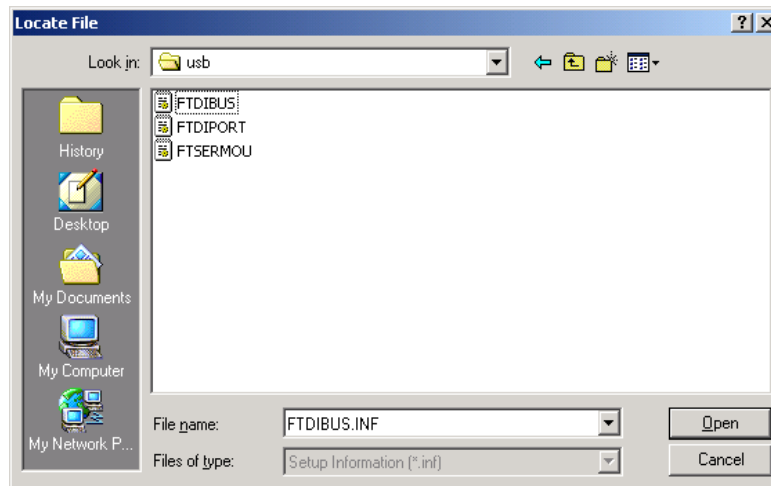 Locate File
Look in: usb
FTDIBUS
FTDIPORT
FTSERMOU
History
Desktop
My Documents
My Computer
My Network P...
File name: FTDIBUS.INF Open
Files of type: Setup Information (*.inf) Cancel